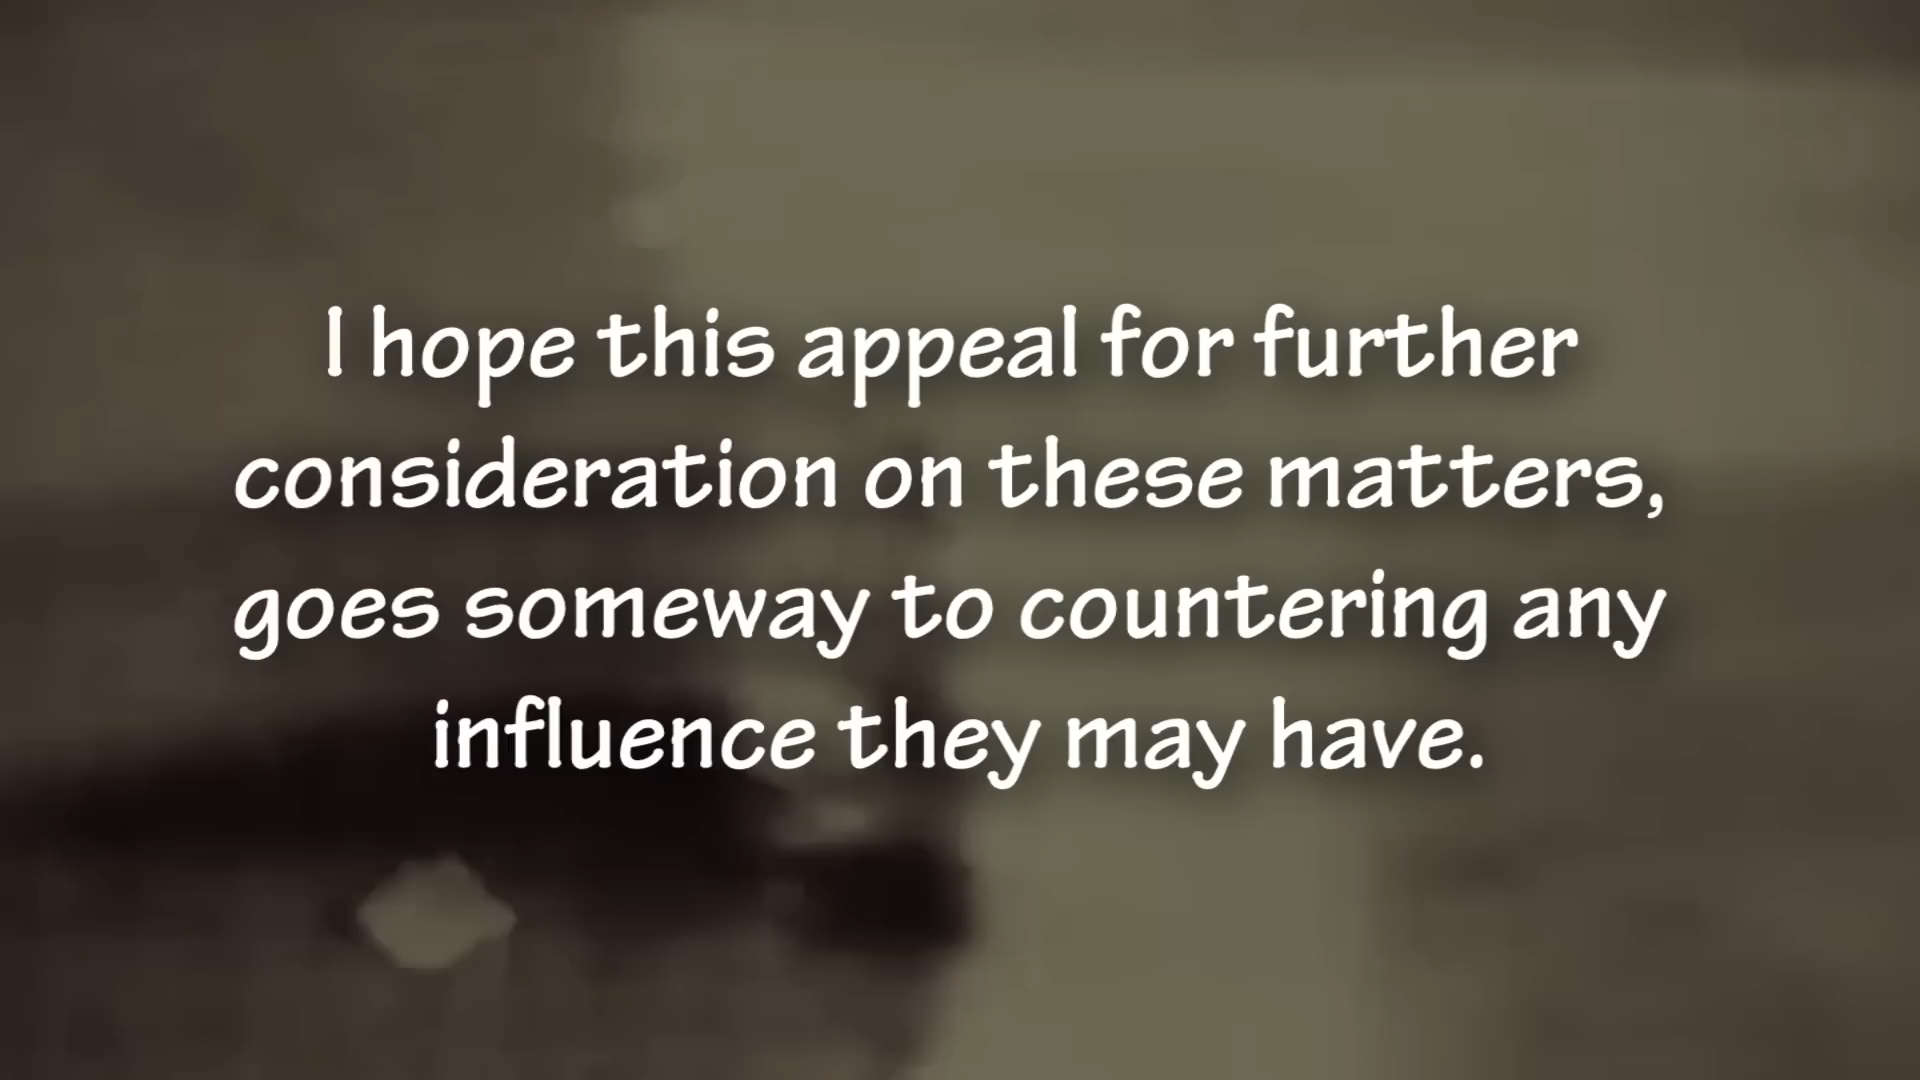 I hope this appeal for further
consideration on these matters,
goes someway to countering any
influence they may have.